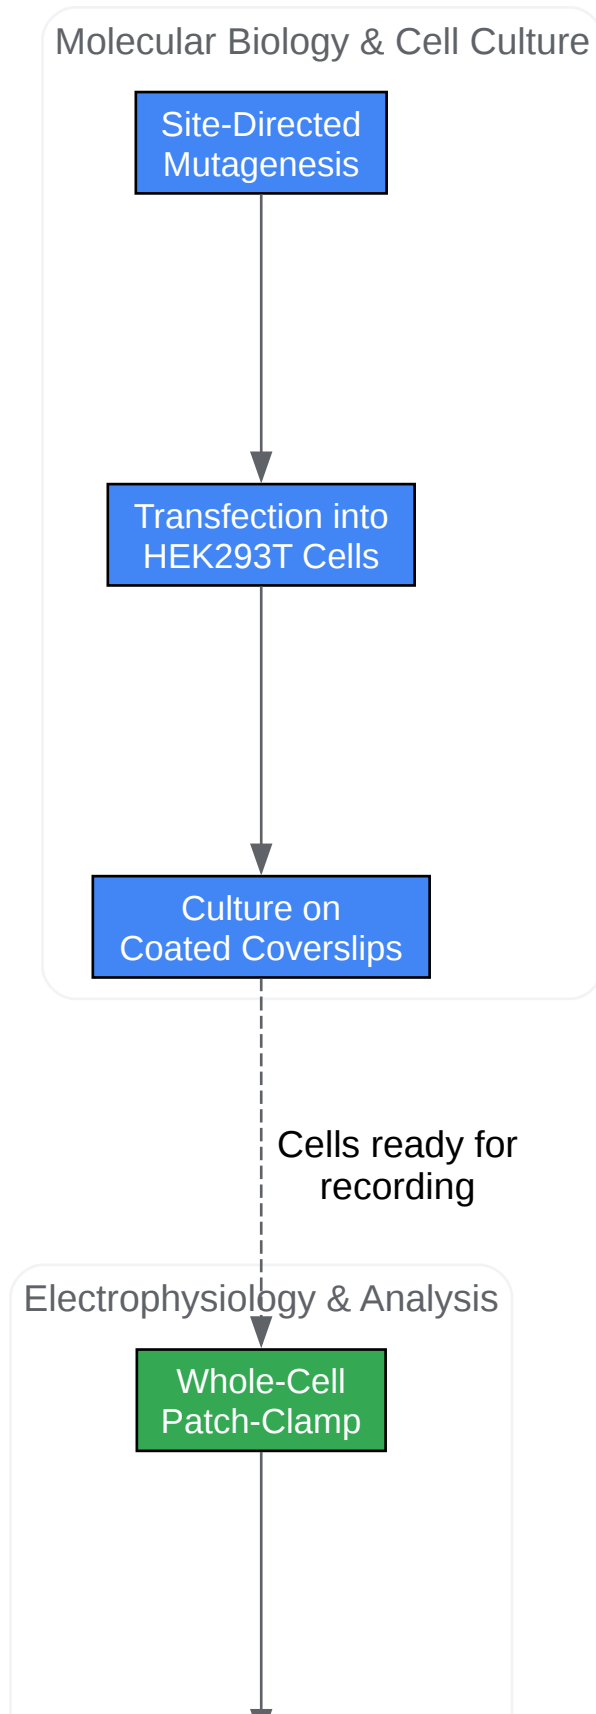 Molecular Biology & Cell Culture
Site-Directed
Mutagenesis
Transfection into
HEK293T Cells
Culture on
Coated Coverslips
Cells ready for
recording
Electrophysiology & Analysis
Whole-Cell
Patch-Clamp